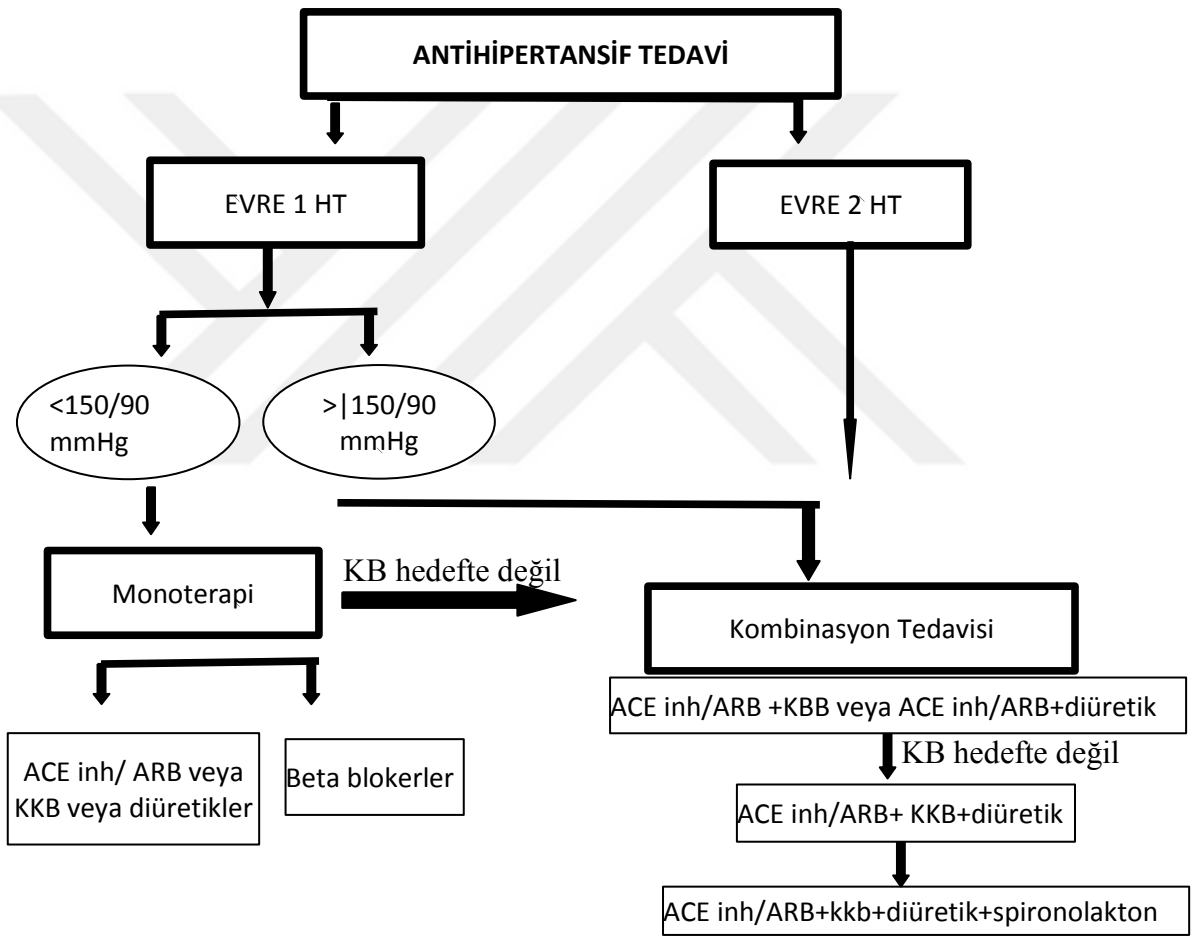 ANTİHİPERTANSİF TEDAVİ
EVRE 1 HT
EVRE 2 HT
<150/90
mmHg
>|150/90
mmHg
Monoterapi
KB hedefte değil
Kombinasyon Tedavisi
ACE inh/ARB +KBB veya ACE inh/ARB+diüretik
KB hedefte değil
ACE inh/ ARB veya
KKB veya diüretikler
Beta blokerler
ACE inh/ARB+ KKB+diüretik
ACE inh/ARB+kkb+diüretik+spironolakton